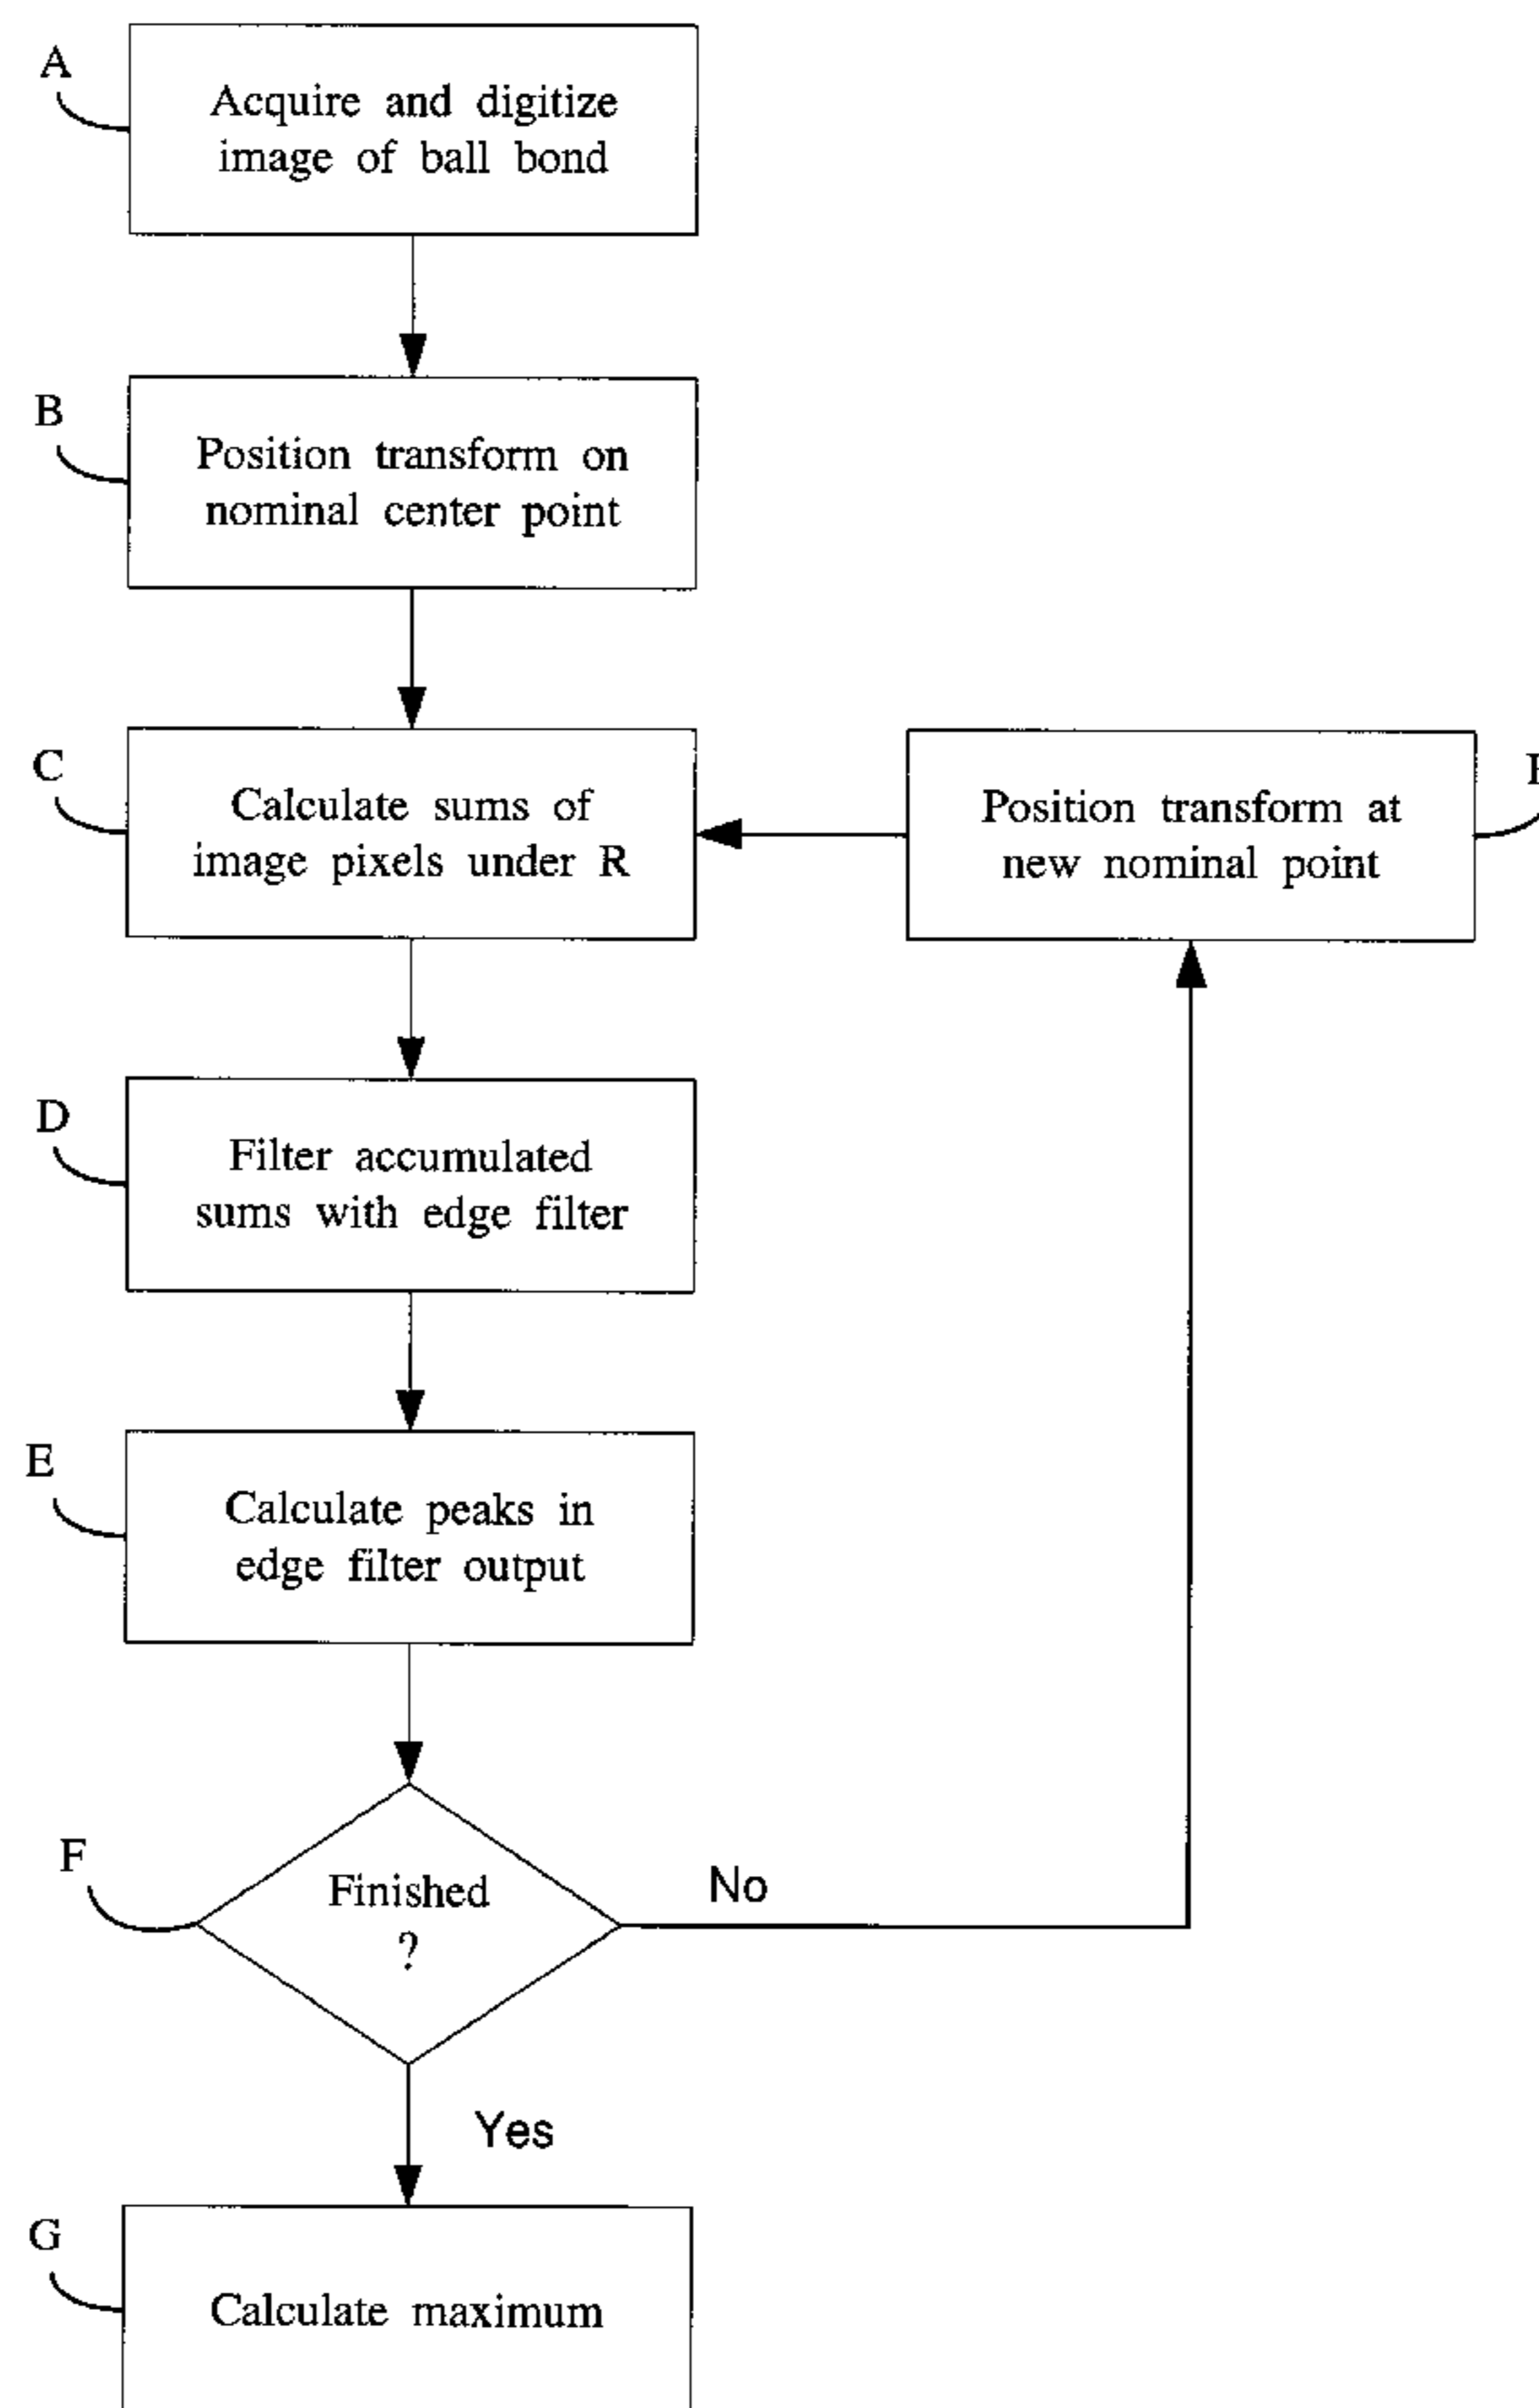 A
Acquire and digitize
image of ball bond
B
Position transform on
nominal center point
C
Calculate sums of
image pixels under R
Position transform at
new nominal point
D
Filter accumulated
sums with edge filter
E
Calculate peaks in
edge filter output
F
Finished
?
No
Yes
G
Calculate maximum